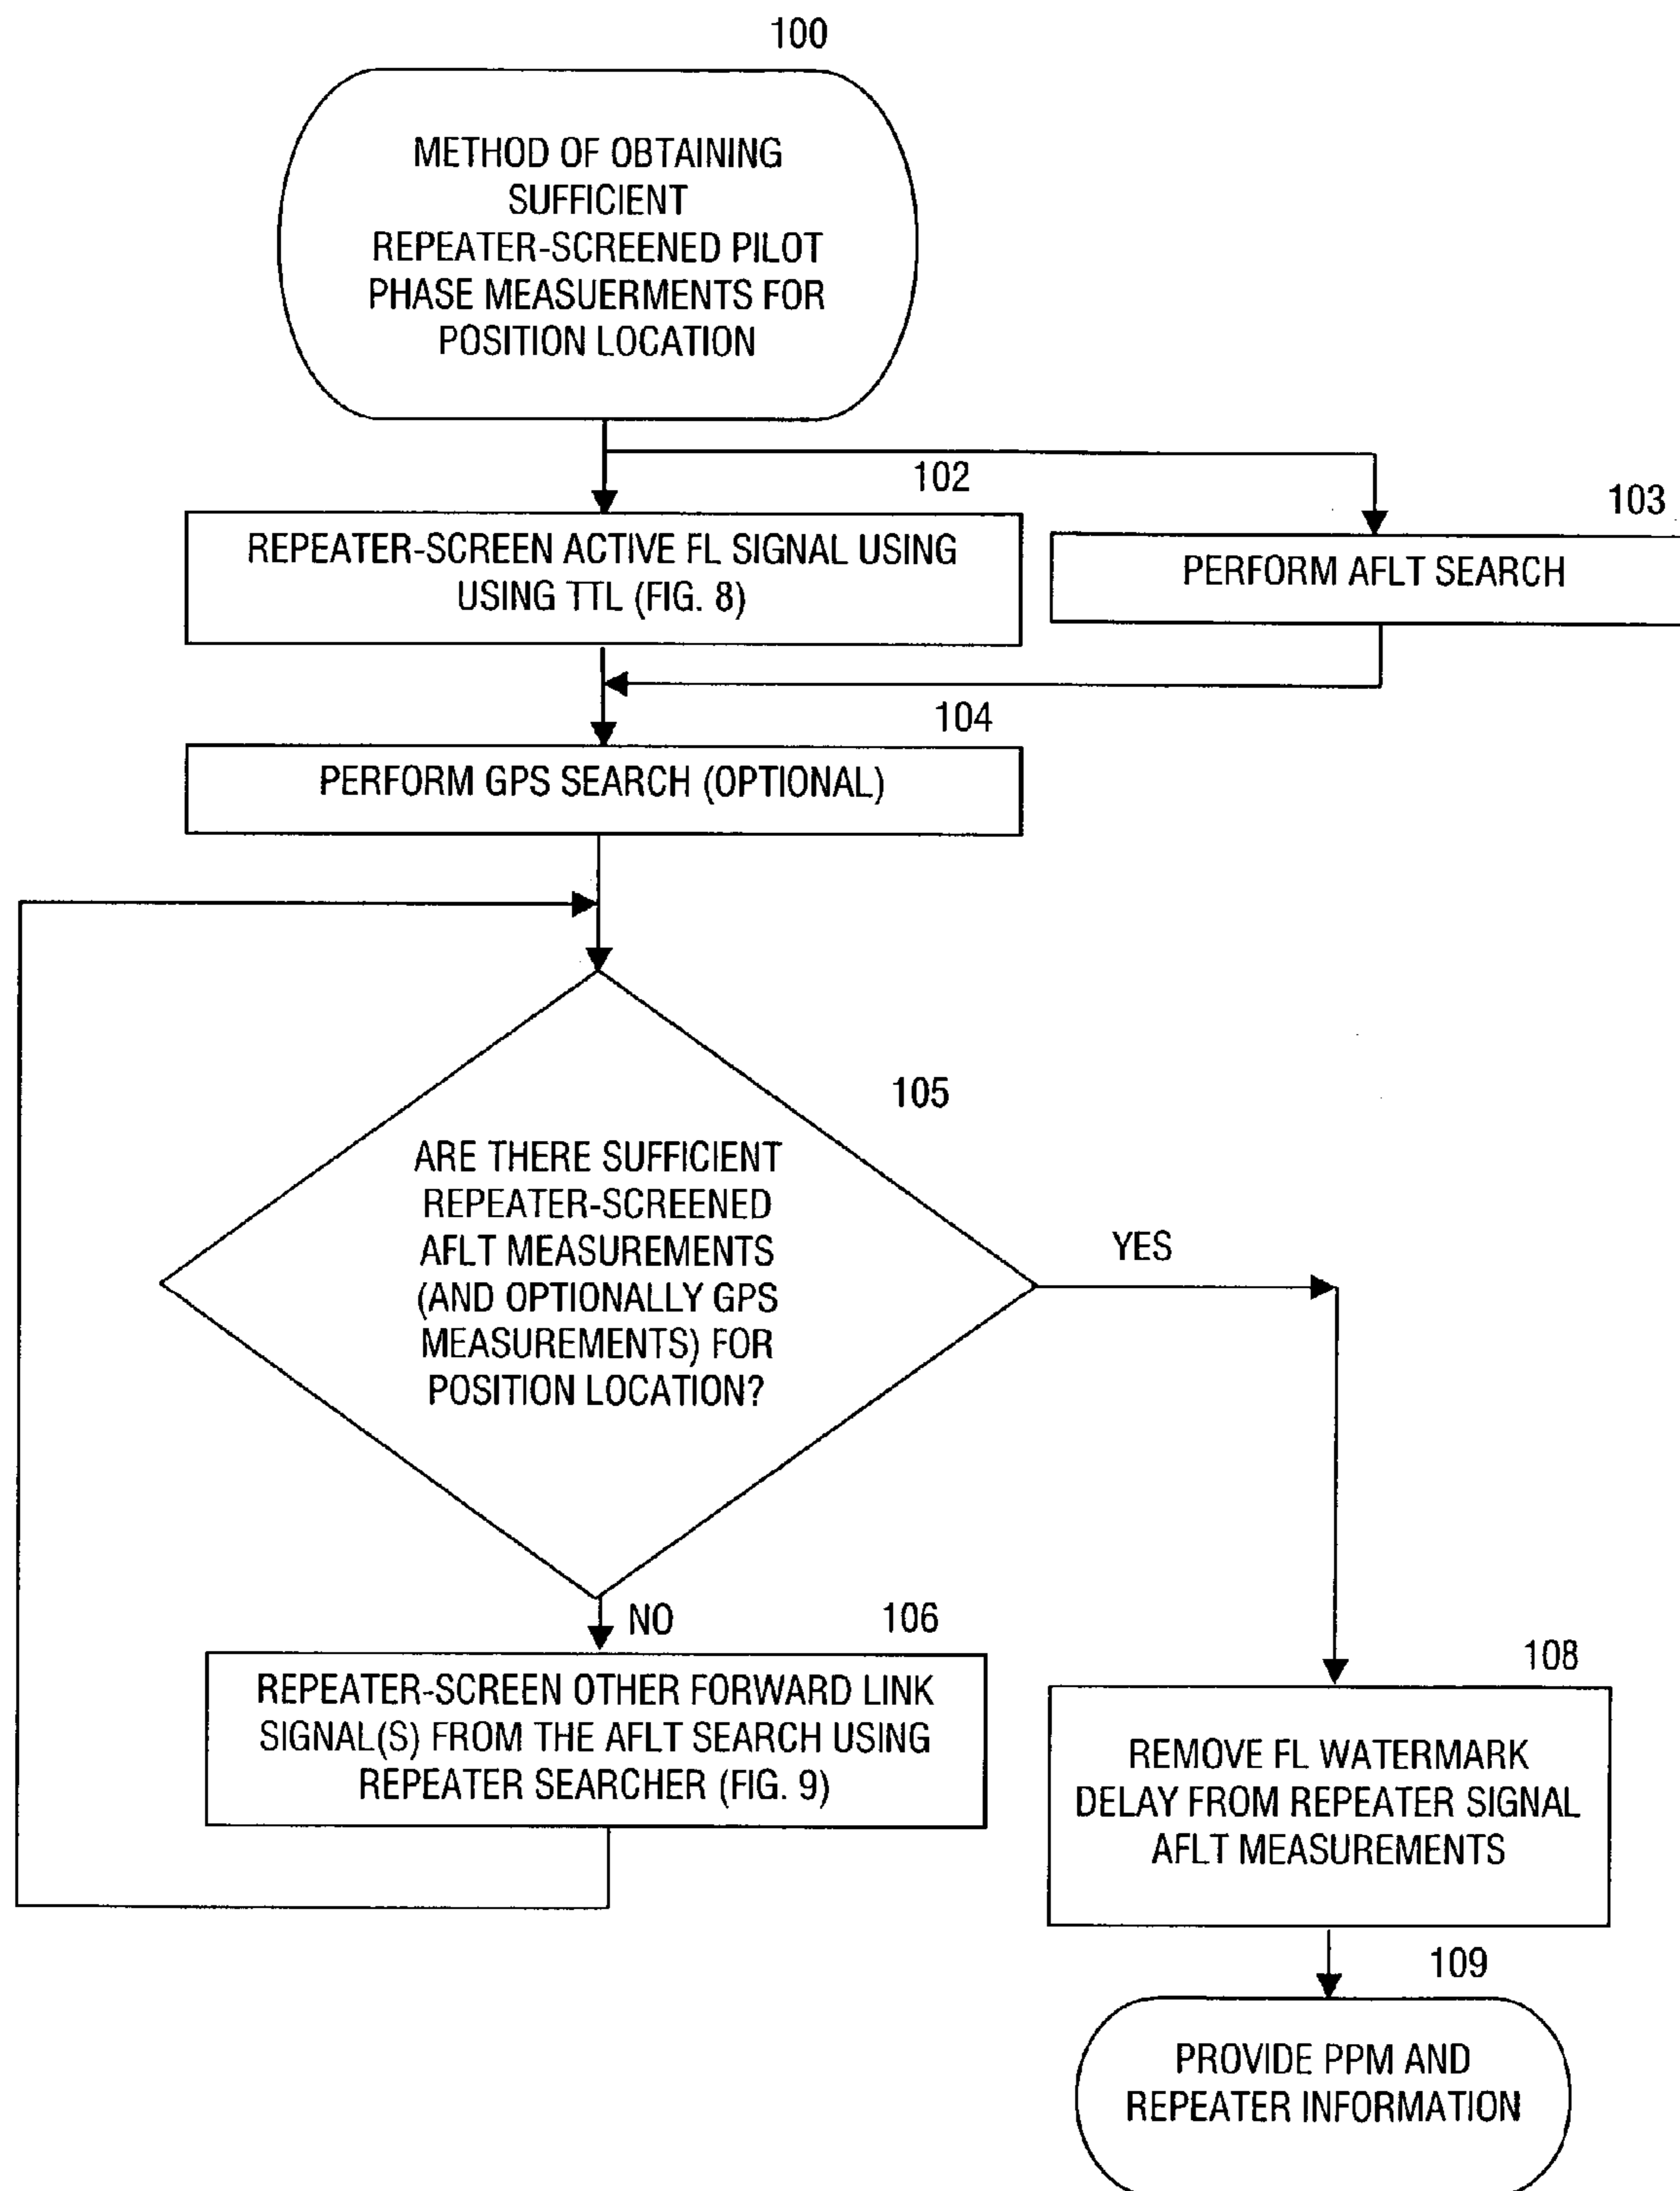 100
METHOD OF OBTAINING
SUFFICIENT
REPEATER-SCREENED PILOT
PHASE MEASUERMENTS FOR
POSITION LOCATION
102
REPEATER-SCREEN ACTIVE FL SIGNAL USING
USING TTL (FIG. 8)
103
PERFORM AFLT SEARCH
104
PERFORM GPS SEARCH (OPTIONAL)
105
ARE THERE SUFFICIENT
REPEATER-SCREENED
AFLT MEASUREMENTS
(AND OPTIONALLY GPS
MEASUREMENTS) FOR
POSITION LOCATION?
YES
NO
106
REPEATER-SCREEN OTHER FORWARD LINK
SIGNAL(S) FROM THE AFLT SEARCH USING
REPEATER SEARCHER (FIG. 9)
108
REMOVE FL WATERMARK
DELAY FROM REPEATER SIGNAL
AFLT MEASUREMENTS
109
PROVIDE PPM AND
REPEATER INFORMATION